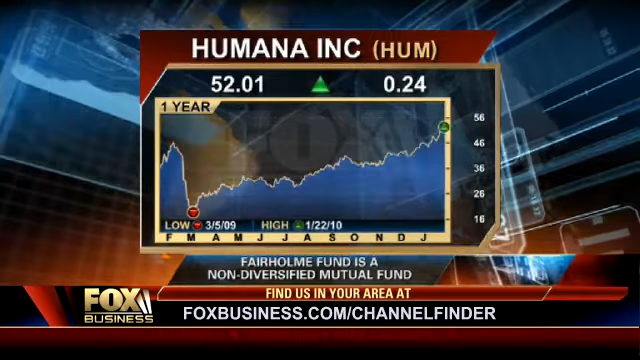 HUMANA INC (HUM)
52.01 0.24
1 YEAR
56
46
36
26
16
LOW 3/5/09 HIGH 1/22/10
F M A M J J A S O N D J
FAIRHOLME FUND IS A
NON-DIVERSIFIED MUTUAL FUND
FIND US IN YOUR AREA AT
FOX
BUSINESS
FOXBUSINESS.COM/CHANNELFINDER